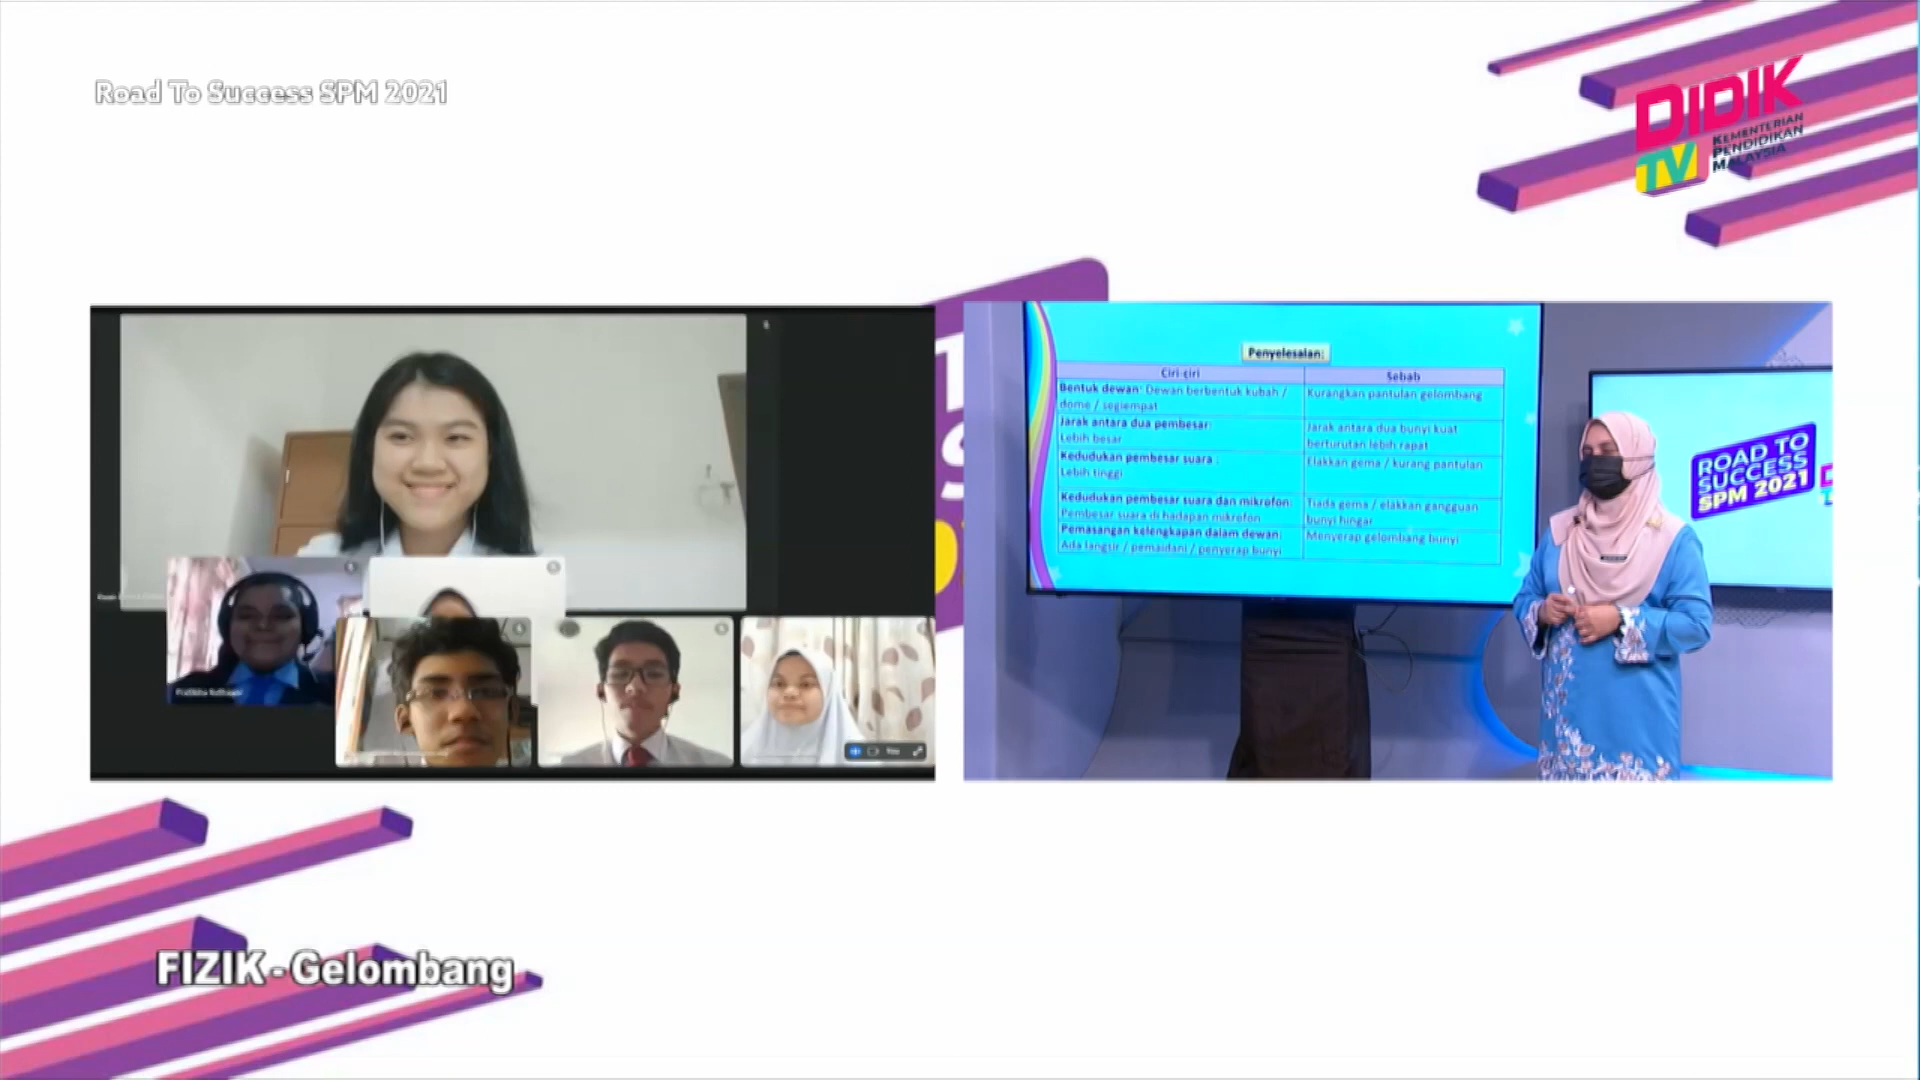 Road To Success SPM 2021
DIDIK
TV
KEMENTERIAN
PENDIDIKAN
MALAYSIA
Penyelesaian:
Ciri-ciri
Sebab
Bentuk dewan: Dewan berbentuk kubah /
dome / segiempat
Kurangkan pantulan gelombang
Jarak antara dua pembesar:
Lebih besar
Jarak antara dua bunyi kuat
berturutan lebih rapat
Kedudukan pembesar suara :
Lebih tinggi
Elakkan gema / kurang pantulan
Kedudukan pembesar suara dan mikrofon:
Pembesar suara di hadapan mikrofon
Tiada gema / elakkan gangguan
bunyi hingar
Pemasangan kelengkapan dalam dewan:
Ada langsir / pemaidani / penyerap bunyi
Menyerap gelombang bunyi
ROAD TO
SUCCESS
SPM 2021
You
FIZIK - Gelombang